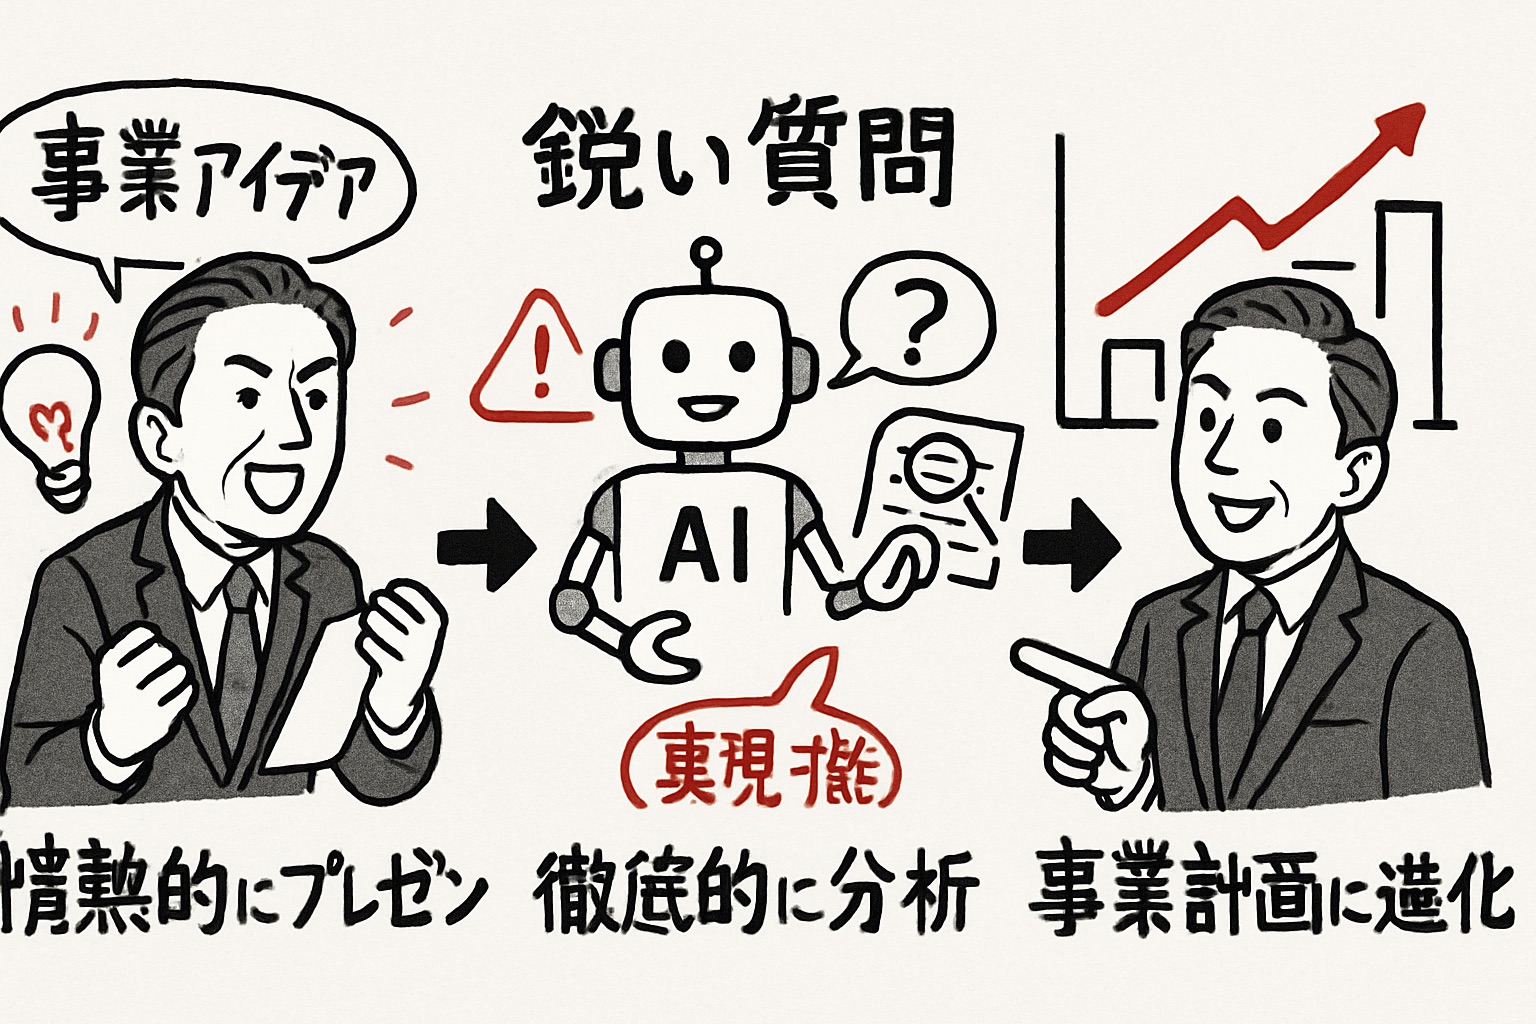 事業アイデア
鋭い質問
?
!
AI
実現
情熱的にプレゼン
徹底的に分析
事業計画に進化